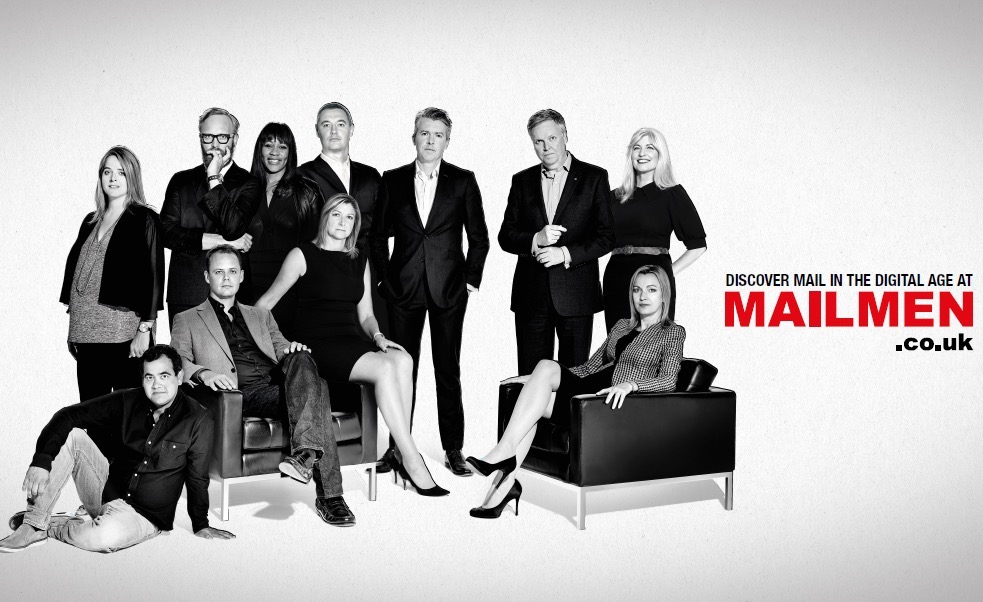 DISCOVER MAIL IN THE DIGITAL AGE AT
MAILMEN
.co.uk